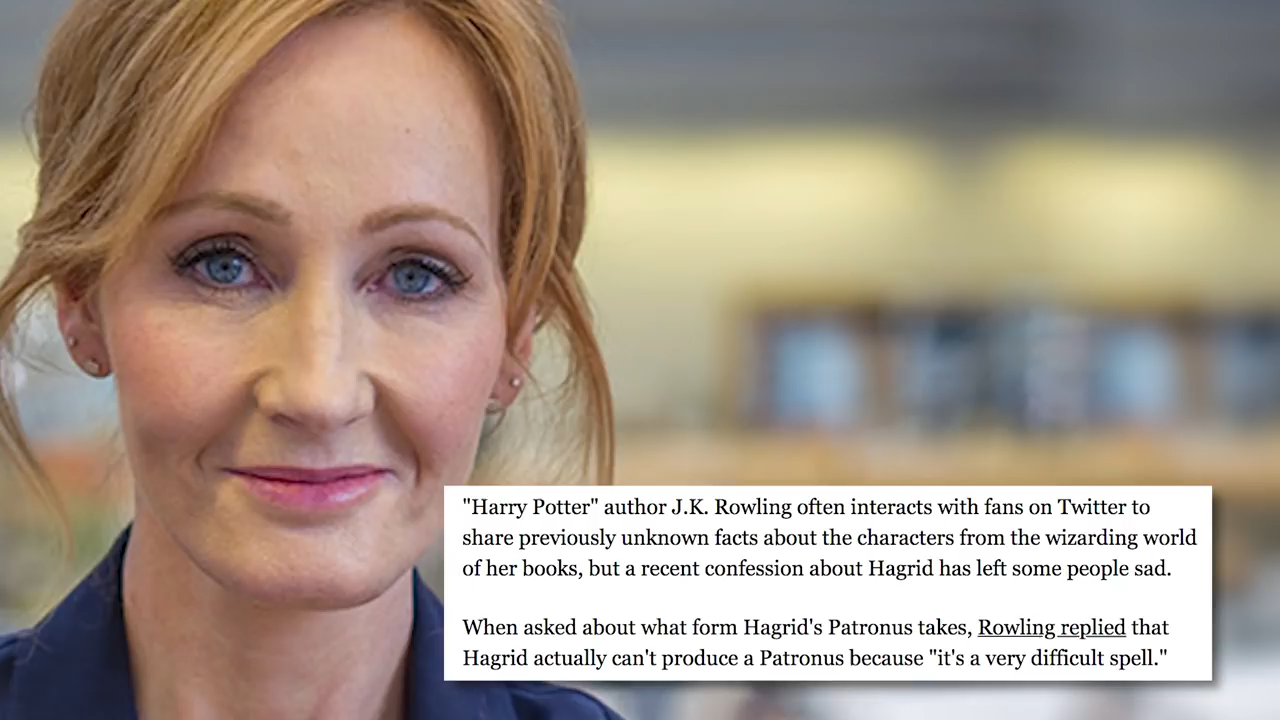 "Harry Potter" author J.K. Rowling often interacts with fans on Twitter to
share previously unknown facts about the characters from the wizarding world
of her books, but a recent confession about Hagrid has left some people sad.
When asked about what form Hagrid's Patronus takes, Rowling replied that
Hagrid actually can't produce a Patronus because "it's a very difficult spell."